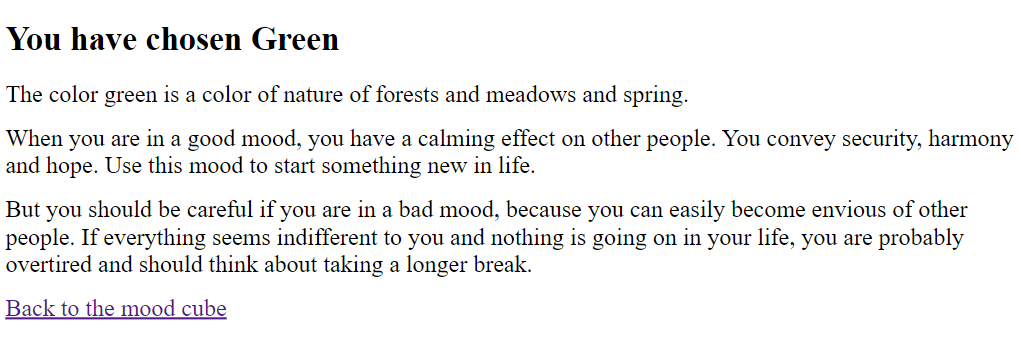 You have chosen Green
The color green is a color of nature of forests and meadows and spring.
When you are in a good mood, you have a calming effect on other people. You convey security, harmony
and hope. Use this mood to start something new in life.
But you should be careful if you are in a bad mood, because you can easily become envious of other
people. If everything seems indifferent to you and nothing is going on in your life, you are probably
overtired and should think about taking a longer break.
Back to the mood cube